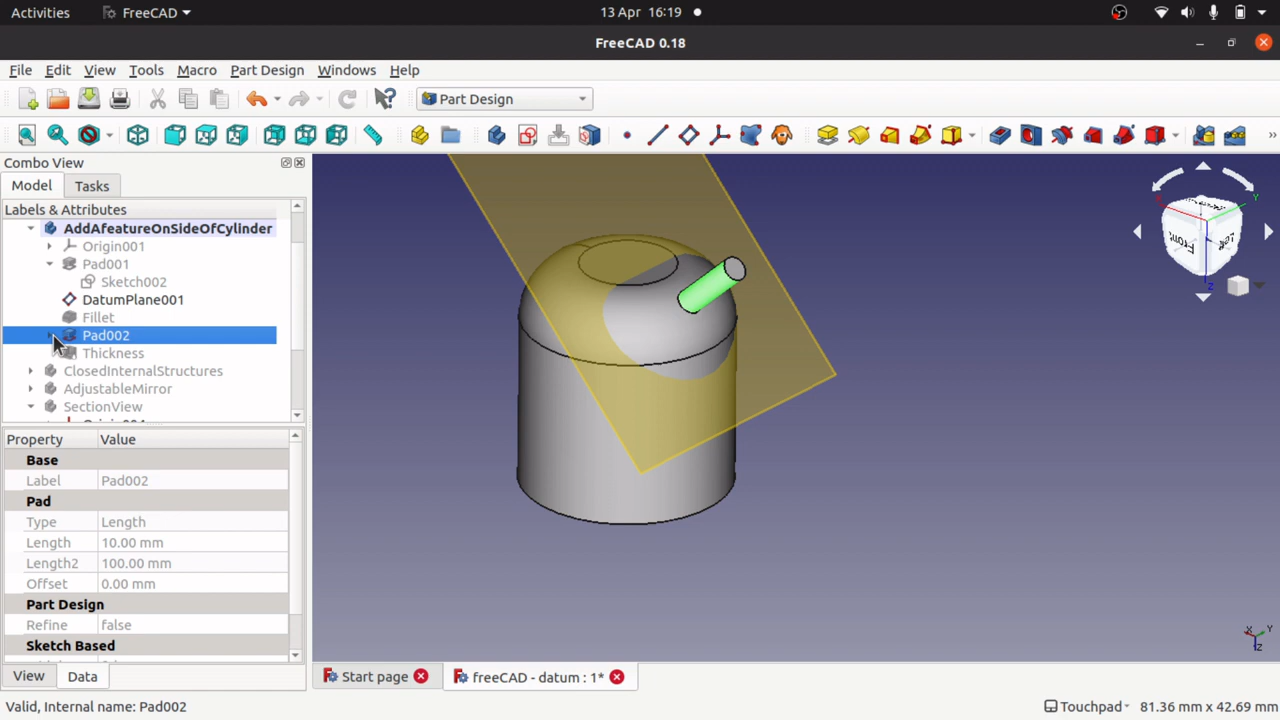 Activities FreeCAD 13 Apr 16:19
FreeCAD 0.18
File Edit View Tools Macro Part Design Windows Help
Part Design
Combo View
Model Tasks
Labels & Attributes
AddAfeatureOnSideOfCylinder
Origin001
Pad001
Sketch002
DatumPlane001
Fillet
Pad002
Thickness
ClosedInternalStructures
AdjustableMirror
SectionView
Property Value
Base
Label Pad002
Pad
Type Length
Length 10.00 mm
Length2 100.00 mm
Offset 0.00 mm
Part Design
Refine false
Sketch Based
View Data
Start page freeCAD - datum : 1*
Valid, Internal name: Pad002 Touchpad 81.36 mm x 42.69 mm
Front
X
Y
Z
X
Y
Z